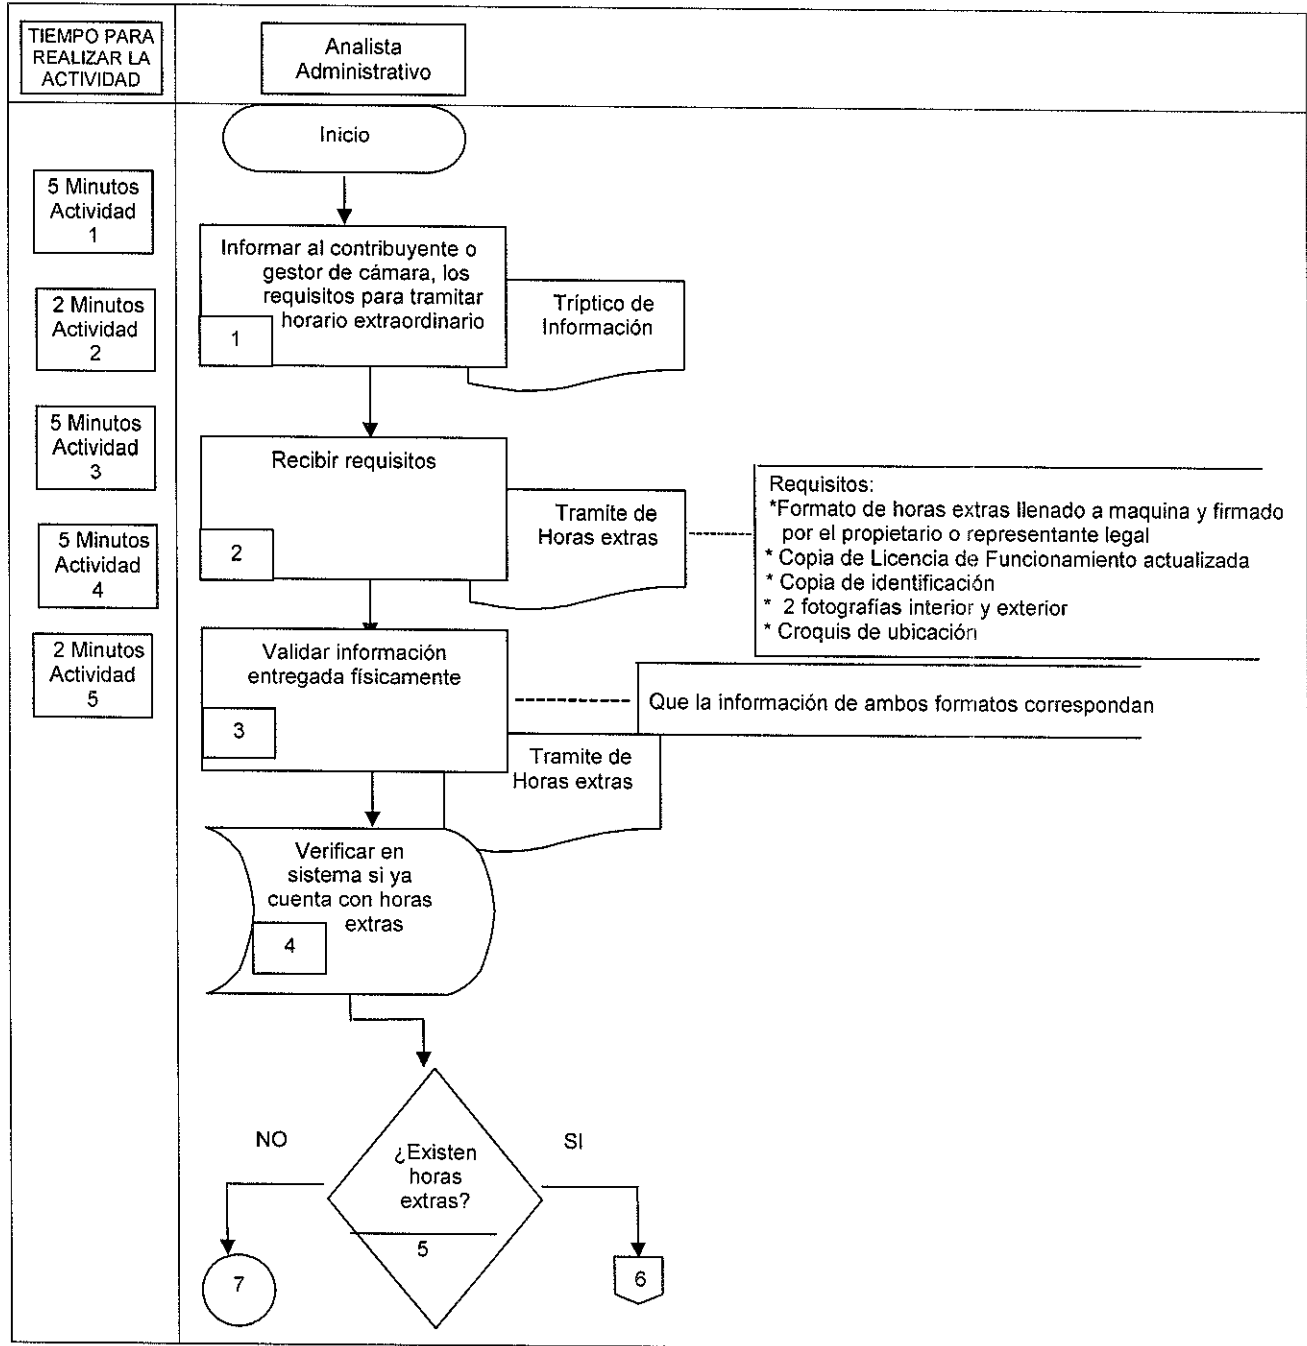 TIEMPO PARA
REALIZAR LA
ACTIVIDAD
Analista
Administrativo
Inicio
5 Minutos
Actividad
1
Informar al contribuyente o
gestor de cámara, los
requisitos para tramitar
horario extraordinario
1
Tríptico de
Información
2 Minutos
Actividad
2
5 Minutos
Actividad
3
Recibir requisitos
2
Tramite de
Horas extras
Requisitos:
*Formato de horas extras llenado a maquina y firmado
por el propietario o representante legal
* Copia de Licencia de Funcionamiento actualizada
* Copia de identificación
* 2 fotografías interior y exterior
* Croquis de ubicación
5 Minutos
Actividad
4
2 Minutos
Actividad
5
Validar información
entregada físicamente
3
Que la información de ambos formatos correspondan
Tramite de
Horas extras
Verificar en
sistema si ya
cuenta con horas
extras
4
NO
¿Existen
horas
extras?
5
SI
7
6